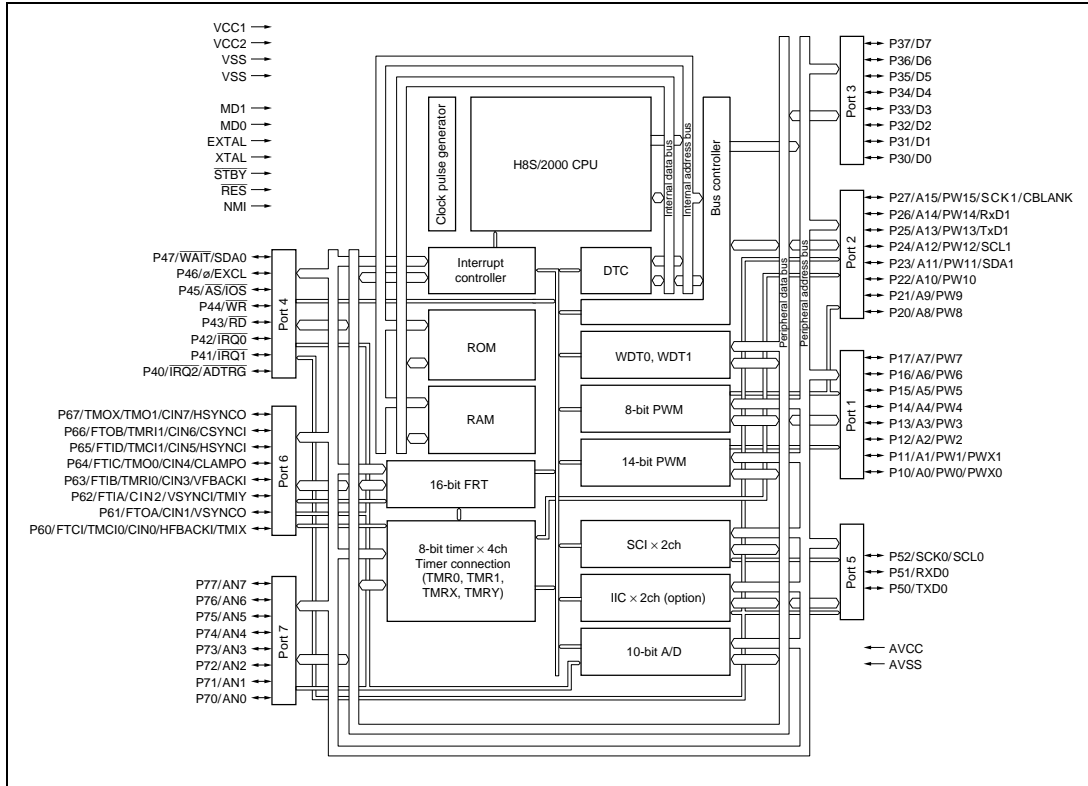 VCC1
VCC2
VSS
VSS
MD1
MD0
EXTAL
XTAL
S̅T̅B̅Y̅
R̅E̅S̅
NMI
P47/W̅A̅I̅T̅/SDA0
P46/ø/EXCL
P45/A̅S̅/I̅O̅S̅
P44/W̅R̅
P43/R̅D̅
P42/I̅R̅Q̅0̅
P41/I̅R̅Q̅1̅
P40/I̅R̅Q̅2̅/A̅D̅T̅R̅G̅
Port 4
P67/TMOX/TMO1/CIN7/HSYNCO
P66/FTOB/TMRI1/CIN6/CSYNCI
P65/FTID/TMCI1/CIN5/HSYNCI
P64/FTIC/TMO0/CIN4/CLAMPO
P63/FTIB/TMRI0/CIN3/VFBACKI
P62/FTIA/CIN2/VSYNCI/TMIY
P61/FTOA/CIN1/VSYNCO
P60/FTCI/TMCI0/CIN0/HFBACKI/TMIX
Port 6
P77/AN7
P76/AN6
P75/AN5
P74/AN4
P73/AN3
P72/AN2
P71/AN1
P70/AN0
Port 7
Clock pulse generator
H8S/2000 CPU
Internal data bus
Internal address bus
Bus controller
Interrupt
controller
DTC
ROM
RAM
WDT0, WDT1
8-bit PWM
14-bit PWM
16-bit FRT
8-bit timer × 4ch
Timer connection
(TMR0, TMR1,
TMRX, TMRY)
SCI × 2ch
IIC × 2ch (option)
10-bit A/D
Peripheral data bus
Peripheral address bus
Port 3
P37/D7
P36/D6
P35/D5
P34/D4
P33/D3
P32/D2
P31/D1
P30/D0
Port 2
P27/A15/PW15/SCK1/CBLANK
P26/A14/PW14/RxD1
P25/A13/PW13/TxD1
P24/A12/PW12/SCL1
P23/A11/PW11/SDA1
P22/A10/PW10
P21/A9/PW9
P20/A8/PW8
Port 1
P17/A7/PW7
P16/A6/PW6
P15/A5/PW5
P14/A4/PW4
P13/A3/PW3
P12/A2/PW2
P11/A1/PW1/PWX1
P10/A0/PW0/PWX0
Port 5
P52/SCK0/SCL0
P51/RXD0
P50/TXD0
AVCC
AVSS